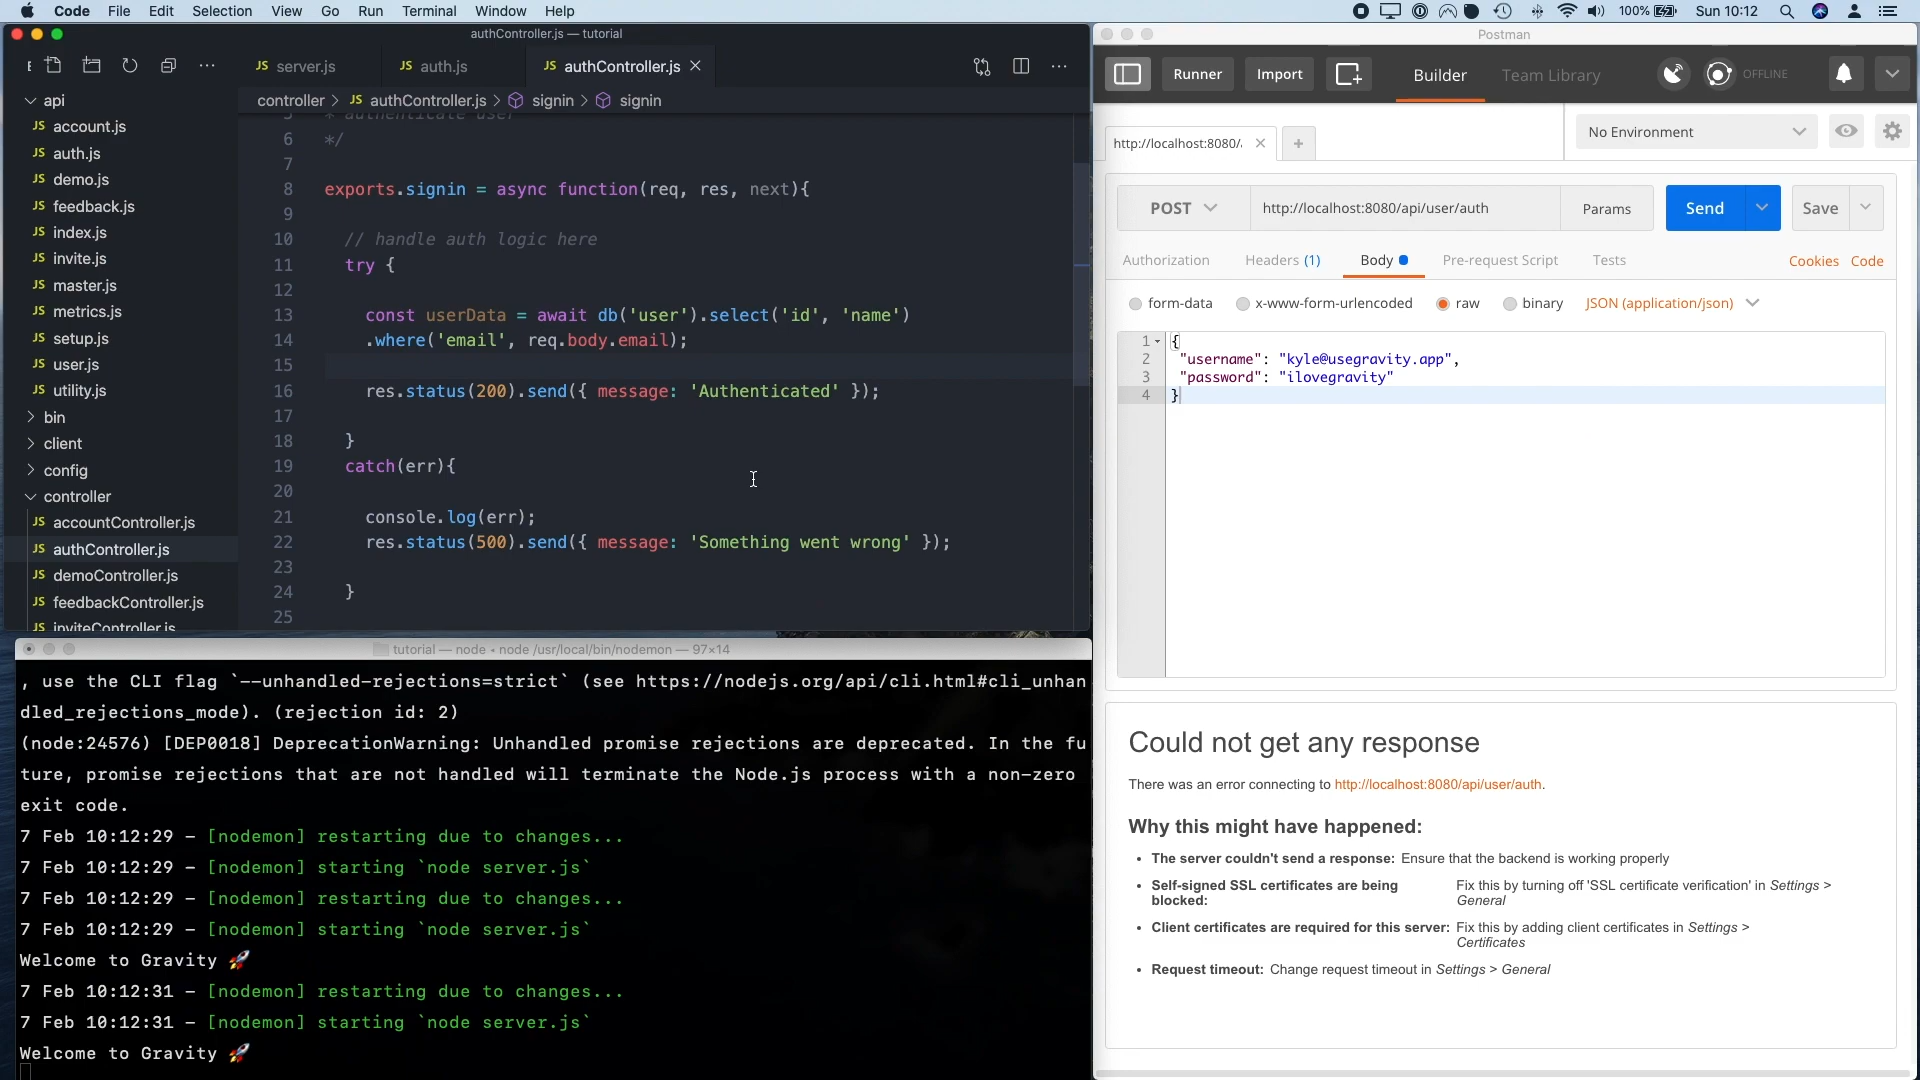 Code File Edit Selection View Go Run Terminal Window Help 100% Sun 10:12
authController.js — tutorial
JS server.js JS auth.js JS authController.js
controller > JS authController.js > signin > signin
api
JS account.js
JS auth.js
JS demo.js
JS feedback.js
JS index.js
JS invite.js
JS master.js
JS metrics.js
JS setup.js
JS user.js
JS utility.js
bin
client
config
controller
JS accountController.js
JS authController.js
JS demoController.js
JS feedbackController.js
JS inviteController.js
5 * authenticate user
6 */
7
8 exports.signin = async function(req, res, next){
9
10 // handle auth logic here
11 try {
12
13 const userData = await db('user').select('id', 'name')
14 .where('email', req.body.email);
15
16 res.status(200).send({ message: 'Authenticated' });
17
18 }
19 catch(err){
20
21 console.log(err);
22 res.status(500).send({ message: 'Something went wrong' });
23
24 }
25
tutorial — node • node /usr/local/bin/nodemon — 97×14
, use the CLI flag `--unhandled-rejections=strict` (see https://nodejs.org/api/cli.html#cli_unhan
dled_rejections_mode). (rejection id: 2)
(node:24576) [DEP0018] DeprecationWarning: Unhandled promise rejections are deprecated. In the fu
ture, promise rejections that are not handled will terminate the Node.js process with a non-zero
exit code.
7 Feb 10:12:29 – [nodemon] restarting due to changes...
7 Feb 10:12:29 – [nodemon] starting `node server.js`
7 Feb 10:12:29 – [nodemon] restarting due to changes...
7 Feb 10:12:29 – [nodemon] starting `node server.js`
Welcome to Gravity 🚀
7 Feb 10:12:31 – [nodemon] restarting due to changes...
7 Feb 10:12:31 – [nodemon] starting `node server.js`
Welcome to Gravity 🚀
Postman
Runner Import Builder Team Library OFFLINE
http://localhost:8080/. No Environment
POST http://localhost:8080/api/user/auth Params Send Save
Authorization Headers (1) Body Pre-request Script Tests Cookies Code
form-data x-www-form-urlencoded raw binary JSON (application/json)
1 {
2 "username": "kyle@usegravity.app",
3 "password": "ilovegravity"
4 }
Could not get any response
There was an error connecting to http://localhost:8080/api/user/auth.
Why this might have happened:
• The server couldn't send a response: Ensure that the backend is working properly
• Self-signed SSL certificates are being blocked: Fix this by turning off 'SSL certificate verification' in Settings > General
• Client certificates are required for this server: Fix this by adding client certificates in Settings > Certificates
• Request timeout: Change request timeout in Settings > General